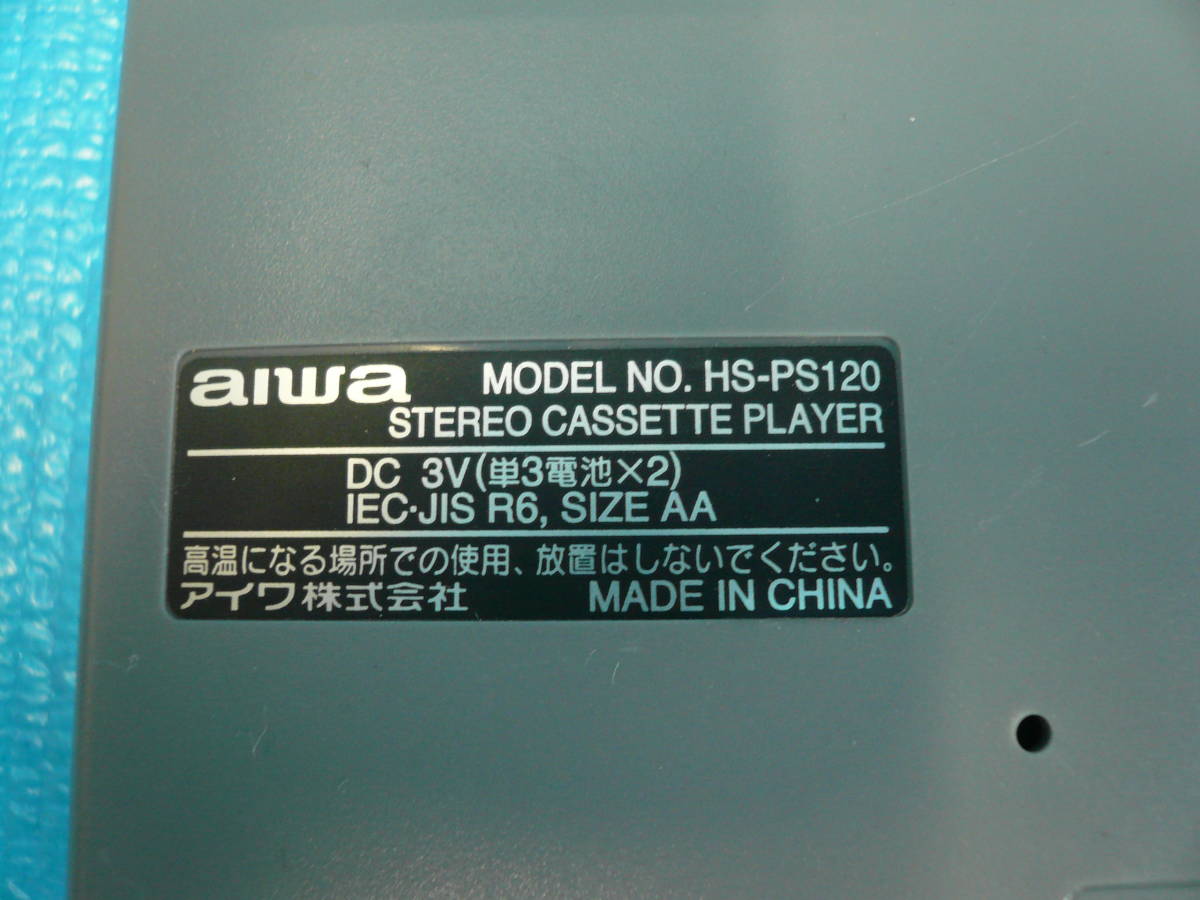 aiwa MODEL NO. HS-PS120
STEREO CASSETTE PLAYER
DC 3V(単3電池×2)
IEC·JIS R6, SIZE AA
高温になる場所での使用、放置はしないでください。
アイワ株式会社 MADE IN CHINA